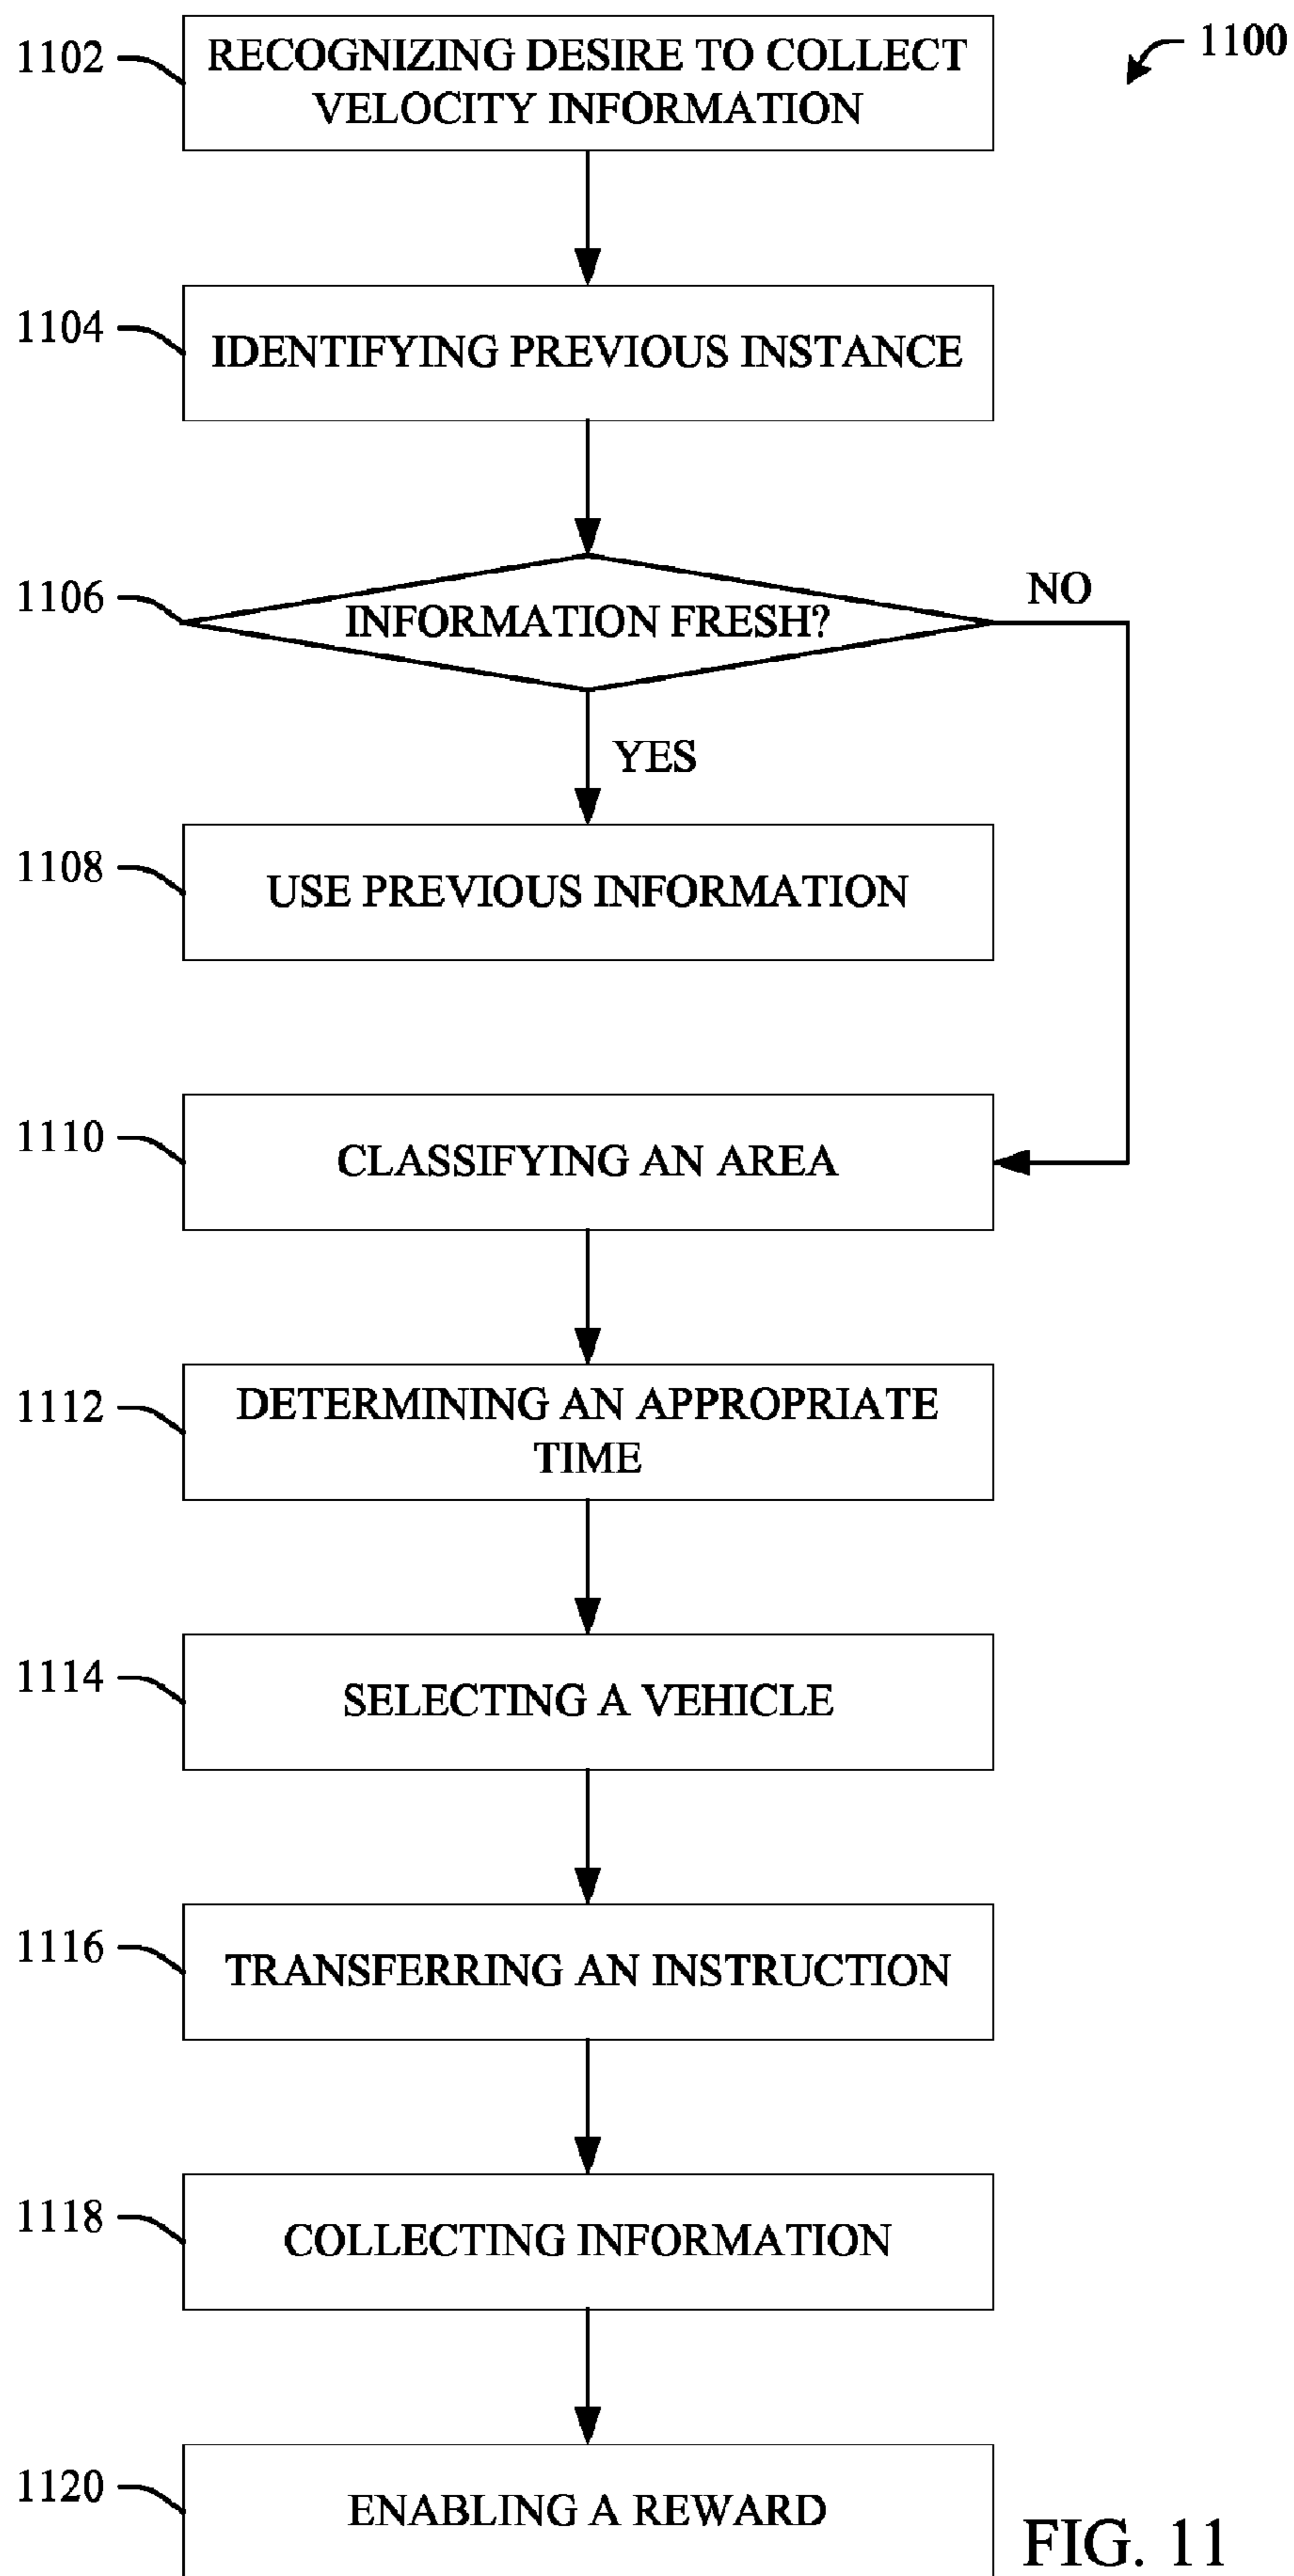 1100
1102
RECOGNIZING DESIRE TO COLLECT
VELOCITY INFORMATION
1104
IDENTIFYING PREVIOUS INSTANCE
1106
INFORMATION FRESH?
NO
YES
1108
USE PREVIOUS INFORMATION
1110
CLASSIFYING AN AREA
1112
DETERMINING AN APPROPRIATE
TIME
1114
SELECTING A VEHICLE
1116
TRANSFERRING AN INSTRUCTION
1118
COLLECTING INFORMATION
1120
ENABLING A REWARD
FIG. 11